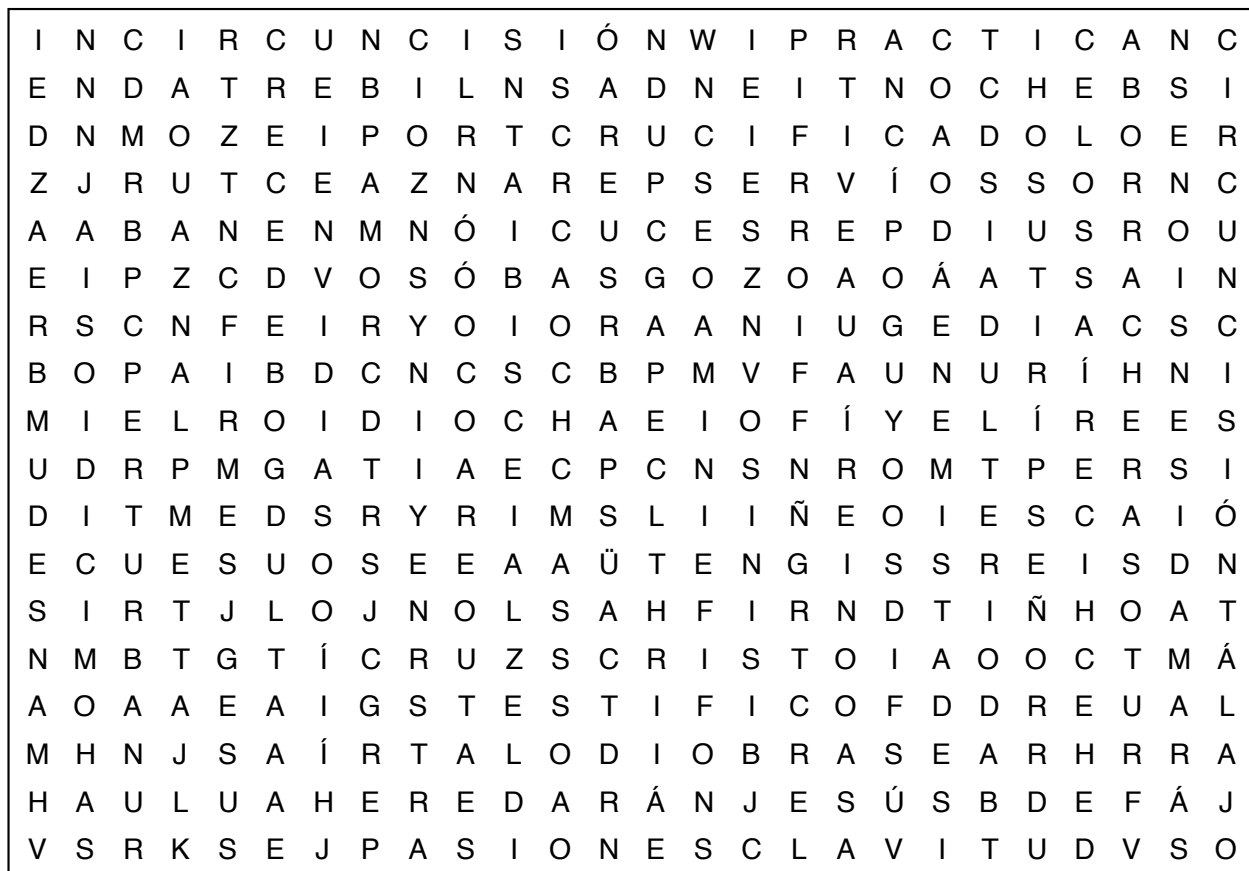 I N C I R C U N C I S I Ó N W I P R A C T I C A N C
E N D A T R E B I L N S A D N E I T N O C H E B S I
D N M O Z E I P O R T C R U C I F I C A D O L O E R
Z J R U T C E A Z N A R E P S E R V Í O S S O R N C
A A B A N E N M N Ó I C U C E S R E P D I U S R O U
E I P Z C D V O S Ó B A S G O Z O A O Á A T S A I N
R S C N F E I R Y O I O R A A N I U G E D I A C S C
B O P A I B D C N C S C B P M V F A U N U R Í H N I
M I E L R O I D I O C H A E I O F Í Y E L Í R E E S
U D R P M G A T I A E C P C N S N R O M T P E R S I
D I T M E D S R Y R I M S L I I Ñ E O I E S C A I Ó
E C U E S U O S E E A A Ü T E N G I S S R E I S D N
S I R T J L O J N O L S A H F I R N D T I Ñ H O A T
N M B T G T Í C R U Z S C R I S T O I A O O C T M Á
A O A A E A I G S T E S T I F I C O F D D R E U A L
M H N J S A Í R T A L O D I O B R A S E A R H R R A
H A U L U A H E R E D A R Á N J E S Ú S B D E F Á J
V S R K S E J P A S I O N E S C L A V I T U D V S O